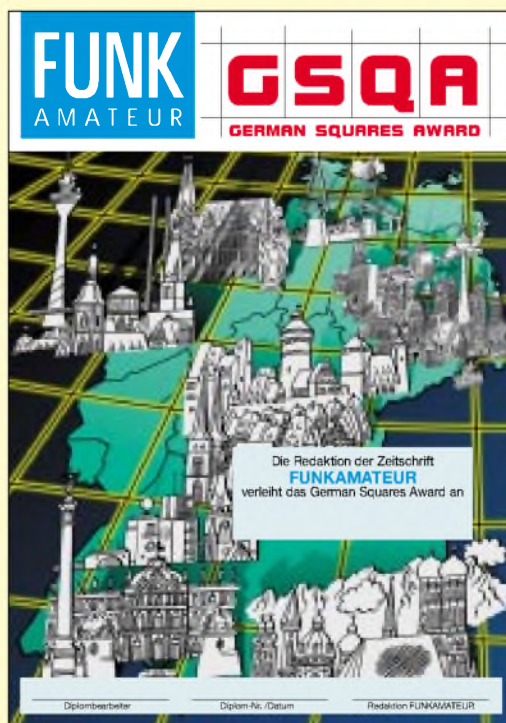 FUNK
AMATEUR
GSQA
GERMAN SQUARES AWARD
Die Redaktion der Zeitschrift
FUNKAMATEUR
verleiht das German Squares Award an
Diplombearbeiter
Diplom-Nr. /Datum
Redaktion FUNKAMATEUR